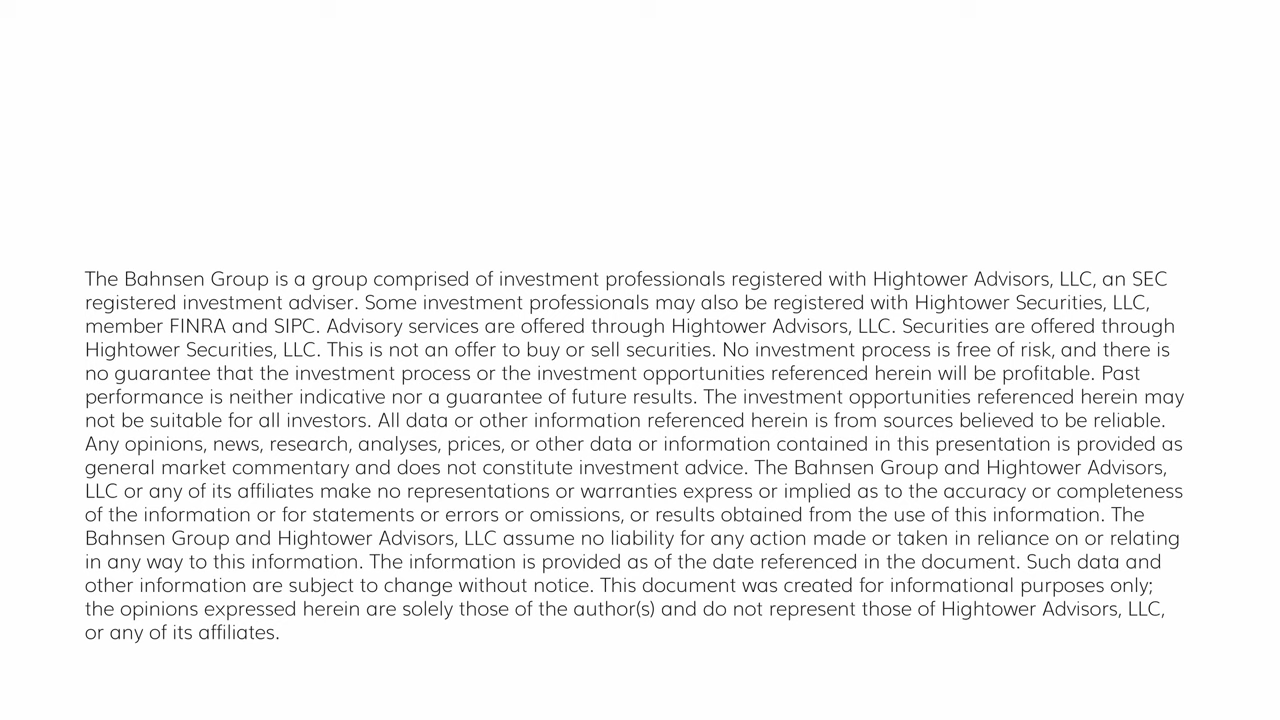 The Bahnsen Group is a group comprised of investment professionals registered with Hightower Advisors, LLC, an SEC
registered investment adviser. Some investment professionals may also be registered with Hightower Securities, LLC,
member FINRA and SIPC. Advisory services are offered through Hightower Advisors, LLC. Securities are offered through
Hightower Securities, LLC. This is not an offer to buy or sell securities. No investment process is free of risk, and there is
no guarantee that the investment process or the investment opportunities referenced herein will be profitable. Past
performance is neither indicative nor a guarantee of future results. The investment opportunities referenced herein may
not be suitable for all investors. All data or other information referenced herein is from sources believed to be reliable.
Any opinions, news, research, analyses, prices, or other data or information contained in this presentation is provided as
general market commentary and does not constitute investment advice. The Bahnsen Group and Hightower Advisors,
LLC or any of its affiliates make no representations or warranties express or implied as to the accuracy or completeness
of the information or for statements or errors or omissions, or results obtained from the use of this information. The
Bahnsen Group and Hightower Advisors, LLC assume no liability for any action made or taken in reliance on or relating
in any way to this information. The information is provided as of the date referenced in the document. Such data and
other information are subject to change without notice. This document was created for informational purposes only;
the opinions expressed herein are solely those of the author(s) and do not represent those of Hightower Advisors, LLC,
or any of its affiliates.